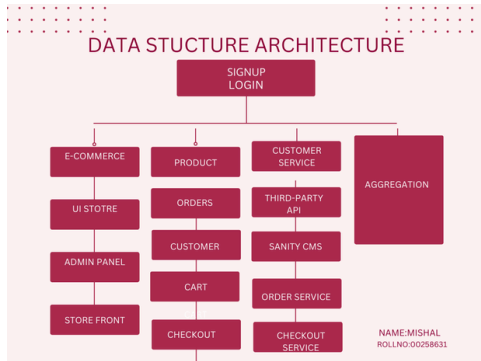 DATA STUCTURE ARCHITECTURE
SIGNUP
LOGIN
E-COMMERCE
UI STOTRE
ADMIN PANEL
STORE FRONT
PRODUCT
ORDERS
CUSTOMER
CART
CHECKOUT
CUSTOMER
SERVICE
THIRD-PARTY
API
SANITY CMS
ORDER SERVICE
CHECKOUT
SERVICE
AGGREGATION
NAME:MISHAL
ROLLNO:00258631